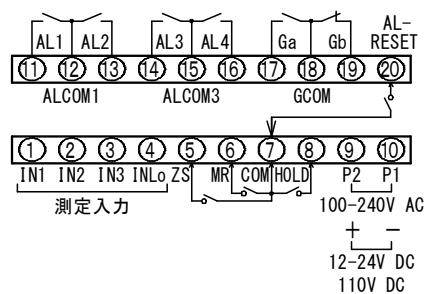 AL1 AL2 AL3 AL4 Ga Gb AL-RESET
11 12 13 14 15 16 17 18 19 20
ALCOM1 ALCOM3 GCOM
1 2 3 4 5 6 7 8 9 10
IN1 IN2 IN3 INLo ZS MR COM HOLD P2 P1
測定入力 100-240V AC
+ −
12-24V DC
110V DC